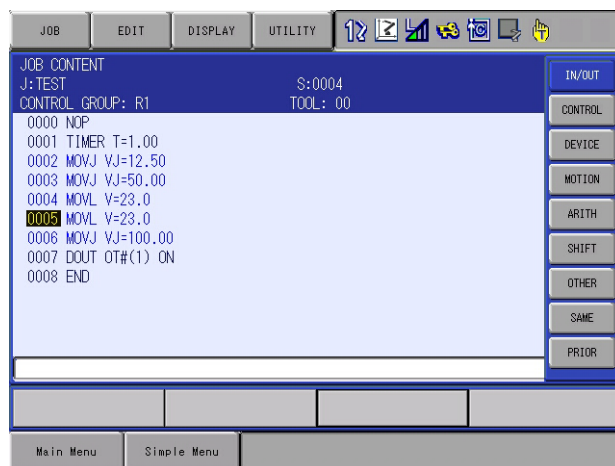 JOB EDIT DISPLAY UTILITY
JOB CONTENT
J:TEST S:0004
CONTROL GROUP: R1 TOOL: 00
0000 NOP
0001 TIMER T=1.00
0002 MOVJ VJ=12.50
0003 MOVJ VJ=50.00
0004 MOVL V=23.0
0005 MOVL V=23.0
0006 MOVJ VJ=100.00
0007 DOUT OT#(1) ON
0008 END
IN/OUT
CONTROL
DEVICE
MOTION
ARITH
SHIFT
OTHER
SAME
PRIOR
Main Menu Simple Menu